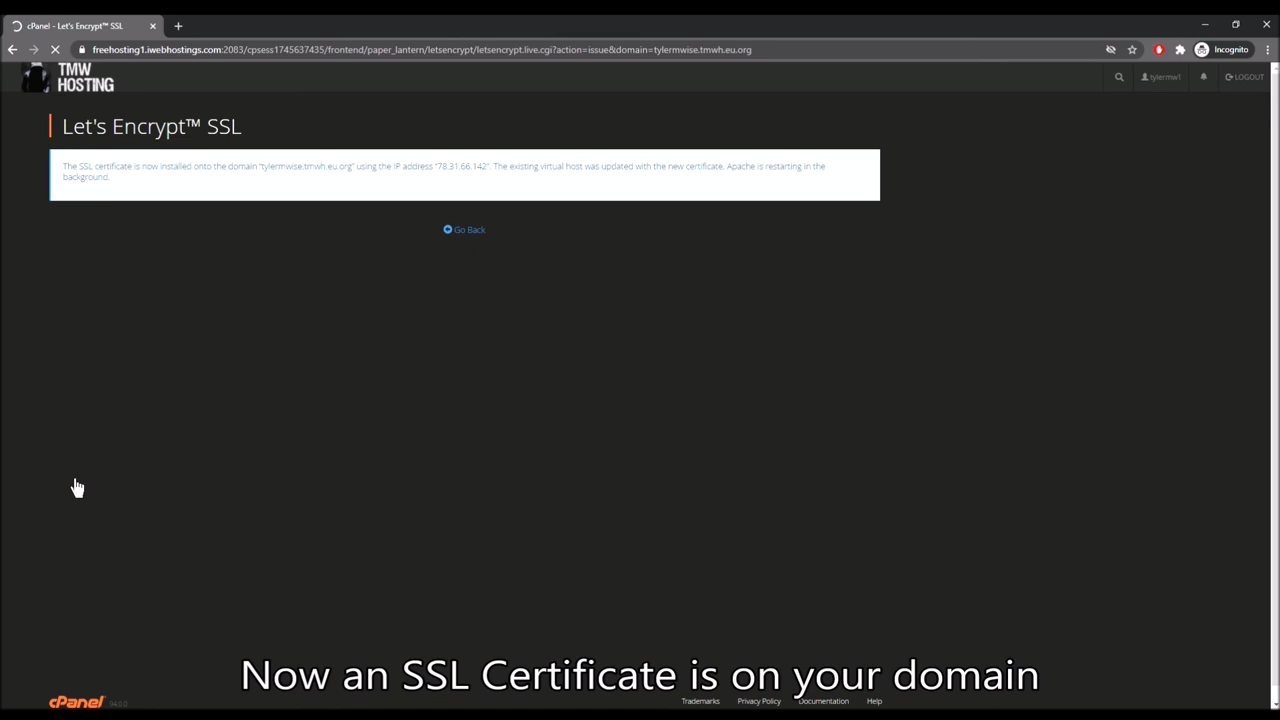 cPanel - Let's Encrypt™ SSL
freehosting1.iwebhostings.com:2083/cpsess1745637435/frontend/paper_lantern/letsencrypt/letsencrypt.live.cgi?action=issue&domain=tylermwise.tmwh.eu.org
Incognito
TMW
HOSTING
tylermw1
LOGOUT
Let's Encrypt™ SSL
The SSL certificate is now installed onto the domain "tylermwise.tmwh.eu.org" using the IP address "78.31.66.142". The existing virtual host was updated with the new certificate. Apache is restarting in the
background.
Go Back
Now an SSL Certificate is on your domain
cPanel 94.0.0 Trademarks Privacy Policy Documentation Help